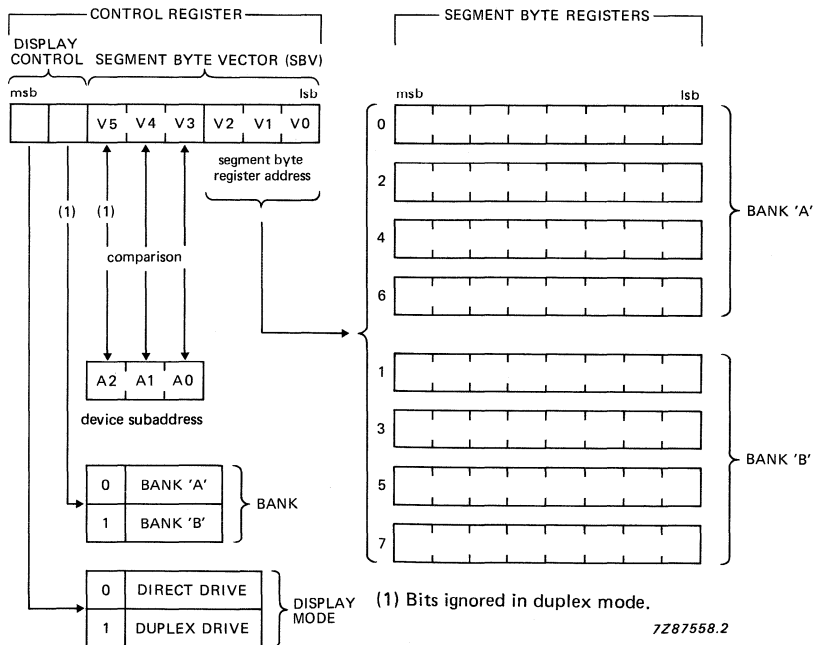 CONTROL REGISTER
DISPLAY CONTROL
SEGMENT BYTE VECTOR (SBV)
msb
lsb
V5 V4 V3 V2 V1 V0
segment byte
register address
(1)
(1)
comparison
A2 A1 A0
device subaddress
0 BANK 'A'
1 BANK 'B'
BANK
0 DIRECT DRIVE
1 DUPLEX DRIVE
DISPLAY
MODE
SEGMENT BYTE REGISTERS
msb
lsb
0
2
4
6
BANK 'A'
1
3
5
7
BANK 'B'
(1) Bits ignored in duplex mode.
7Z87558.2